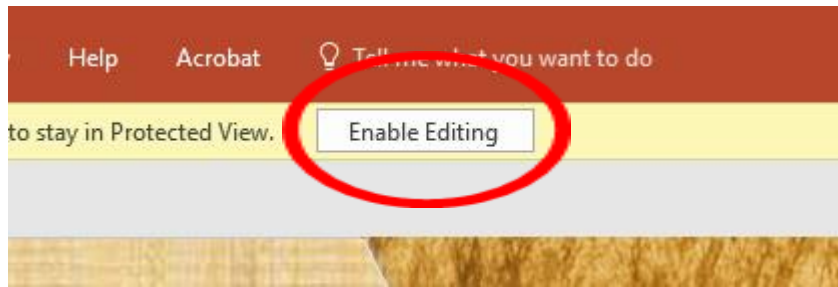 Help Acrobat Tell me what you want to do
to stay in Protected View. Enable Editing